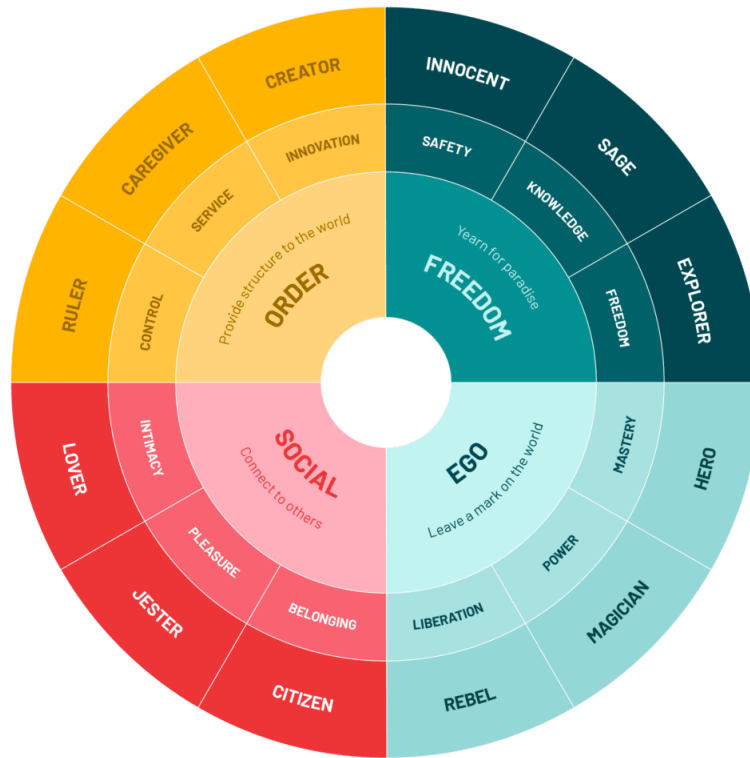 CREATOR
INNOCENT
CAREGIVER
INNOVATION
SAFETY
SAGE
SERVICE
KNOWLEDGE
Provide structure to the world
ORDER
Yearn for paradise
FREEDOM
RULER
CONTROL
FREEDOM
EXPLORER
LOVER
INTIMACY
SOCIAL
Connect to others
EGO
Leave a mark on the world
MASTERY
HERO
PLEASURE
POWER
JESTER
BELONGING
LIBERATION
MAGICIAN
CITIZEN
REBEL